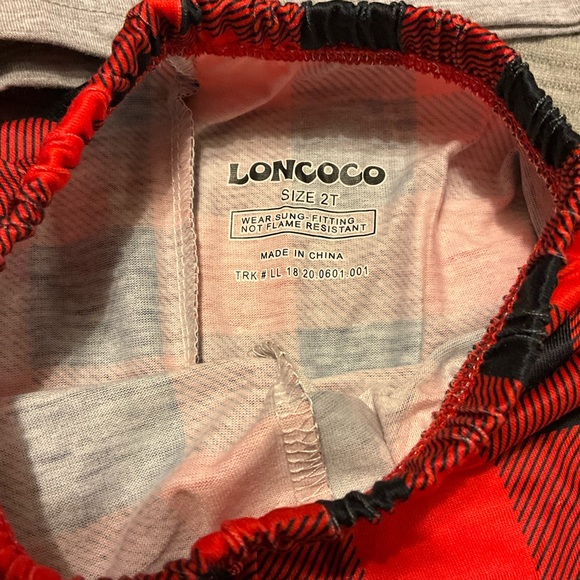 LONCOCO
SIZE 2T
WEAR SUNG-FITTING
NOT FLAME RESISTANT
MADE IN CHINA
TRK # LL 18 20.0601.001